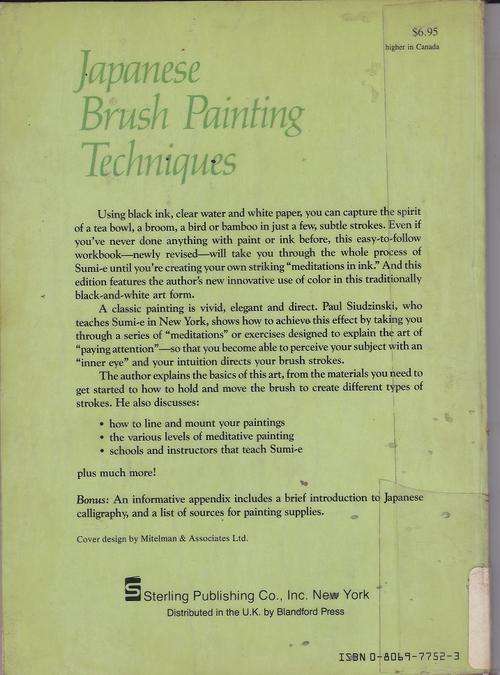 $6.95
higher in Canada
Japanese
Brush Painting
Techniques
Using black ink, clear water and white paper, you can capture the spirit
of a tea bowl, a broom, a bird or bamboo in just a few, subtle strokes. Even if
you've never done anything with paint or ink before, this easy-to-follow
workbook—newly revised—will take you through the whole process of
Sumi-e until you're creating your own striking "meditations in ink." And this
edition features the author's new innovative use of color in this traditionally
black-and-white art form.
A classic painting is vivid, elegant and direct. Paul Siudzinski, who
teaches Sumi-e in New York, shows how to achieve this effect by taking you
through a series of "meditations" or exercises designed to explain the art of
"paying attention"—so that you become able to perceive your subject with an
"inner eye" and your intuition directs your brush strokes.
The author explains the basics of this art, from the materials you need to
get started to how to hold and move the brush to create different types of
strokes. He also discusses:
• how to line and mount your paintings
• the various levels of meditative painting
• schools and instructors that teach Sumi-e
plus much more!
Bonus: An informative appendix includes a brief introduction to Japanese
calligraphy, and a list of sources for painting supplies.
Cover design by Mitelman & Associates Ltd.
S Sterling Publishing Co., Inc. New York
Distributed in the U.K. by Blandford Press
ISBN 0-8069-7752-3